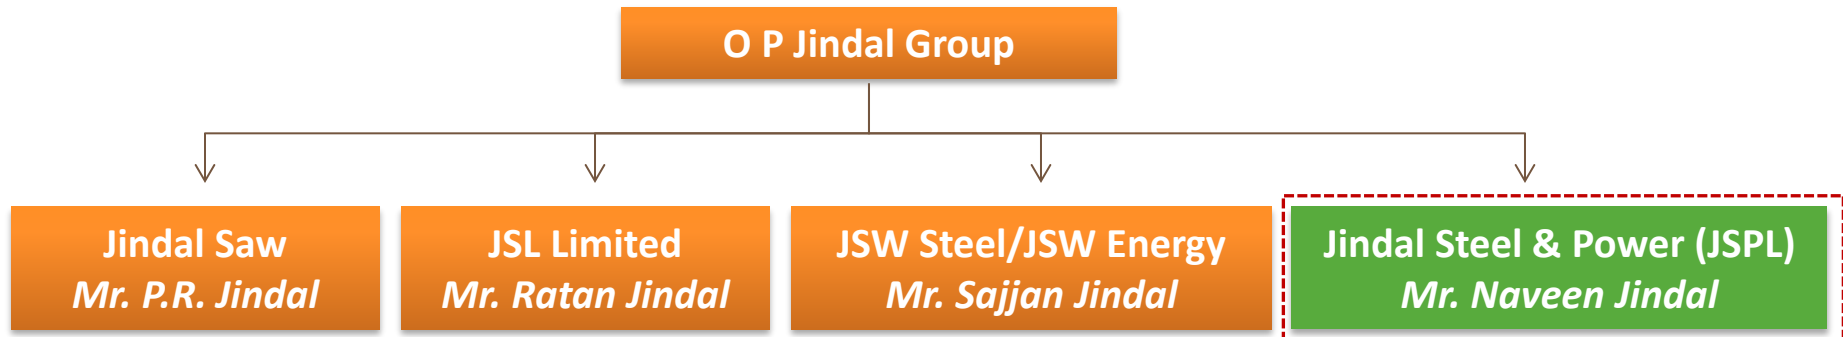 O P Jindal Group
Jindal Saw
Mr. P.R. Jindal
JSL Limited
Mr. Ratan Jindal
JSW Steel/JSW Energy
Mr. Sajjan Jindal
Jindal Steel & Power (JSPL)
Mr. Naveen Jindal